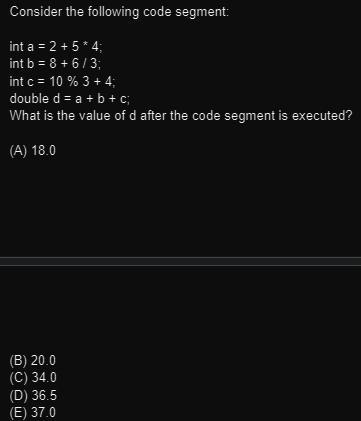 Consider the following code segment:
int a = 2 + 5 * 4;
int b = 8 + 6 / 3;
int c = 10 % 3 + 4;
double d = a + b + c;
What is the value of d after the code segment is executed?
(A) 18.0
(B) 20.0
(C) 34.0
(D) 36.5
(E) 37.0